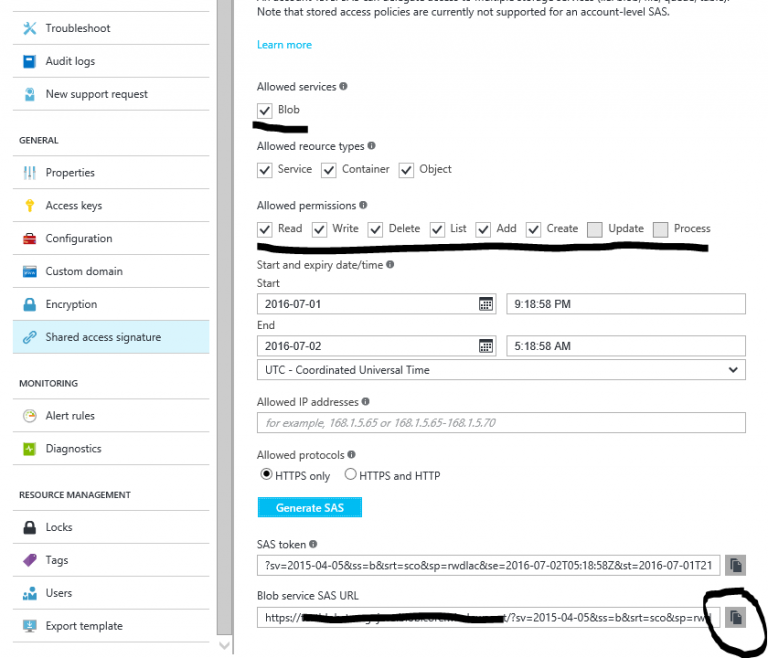 Note that stored access policies are currently not supported for an account-level SAS.
Learn more
Troubleshoot
Audit logs
New support request
GENERAL
Properties
Access keys
Configuration
Custom domain
Encryption
Shared access signature
MONITORING
Alert rules
Diagnostics
RESOURCE MANAGEMENT
Locks
Tags
Users
Export template
Allowed services
Blob
Allowed reource types
Service Container Object
Allowed permissions
Read Write Delete List Add Create Update Process
Start and expiry date/time
Start
2016-07-01 9:18:58 PM
End
2016-07-02 5:18:58 AM
UTC - Coordinated Universal Time
Allowed IP addresses
for example, 168.1.5.65 or 168.1.5.65-168.1.5.70
Allowed protocols
HTTPS only HTTPS and HTTP
Generate SAS
SAS token
?sv=2015-04-05&ss=b&srt=sco&sp=rwdlac&se=2016-07-02T05:18:58Z&st=2016-07-01T21
Blob service SAS URL
https:// /?sv=2015-04-05&ss=b&srt=sco&sp=rwd